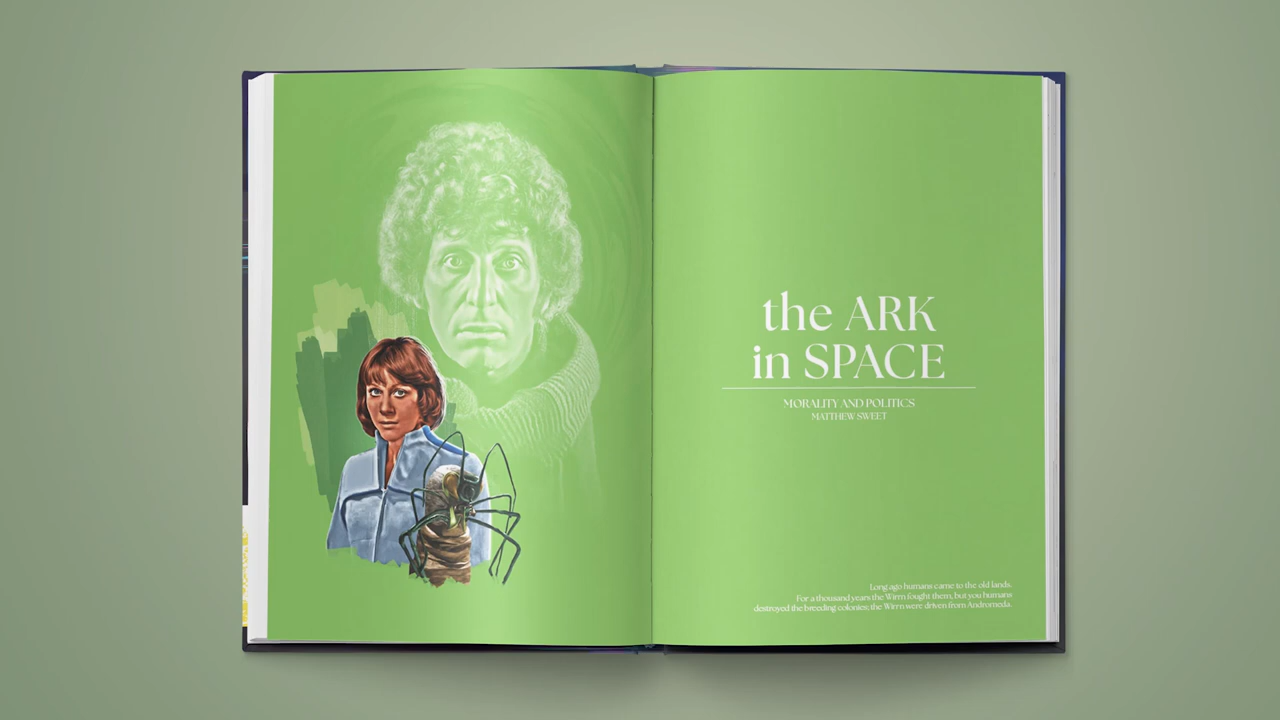 the ARK
in SPACE
MORALITY AND POLITICS
MATTHEW SWEET
Long ago humans came to the old lands.
For a thousand years the Wirrn fought them, but you humans
destroyed the breeding colonies; the Wirrn were driven from Andromeda.